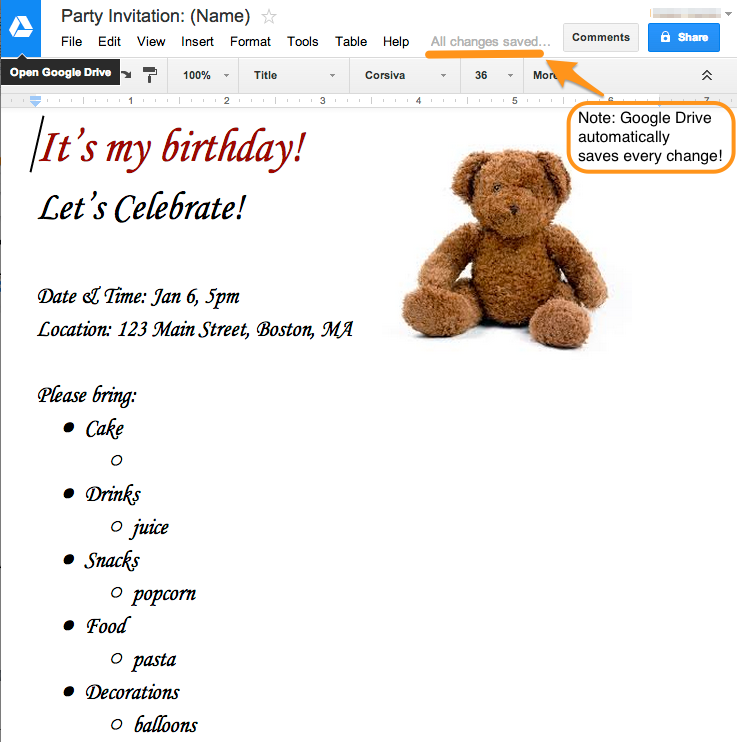 Party Invitation: (Name)
File Edit View Insert Format Tools Table Help All changes saved... Comments Share
Open Google Drive 100% Title Corsiva 36 More
1 2 3 4 5 6 7
Note: Google Drive
automatically
saves every change!
It's my birthday!
Let's Celebrate!
Date & Time: Jan 6, 5pm
Location: 123 Main Street, Boston, MA
Please bring:
Cake
Drinks
juice
Snacks
popcorn
Food
pasta
Decorations
balloons